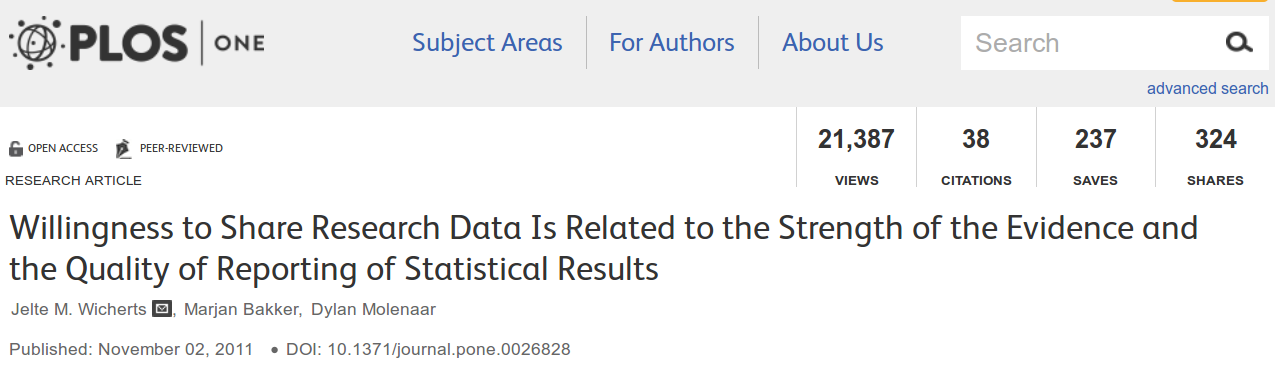 PLOS ONE
Subject Areas
For Authors
About Us
Search
advanced search
OPEN ACCESS
PEER-REVIEWED
RESEARCH ARTICLE
21,387
VIEWS
38
CITATIONS
237
SAVES
324
SHARES
Willingness to Share Research Data Is Related to the Strength of the Evidence and
the Quality of Reporting of Statistical Results
Jelte M. Wicherts , Marjan Bakker, Dylan Molenaar
Published: November 02, 2011 • DOI: 10.1371/journal.pone.0026828